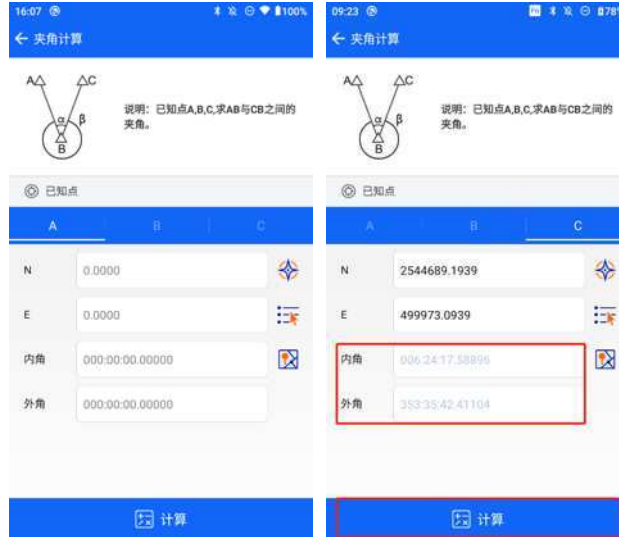 16:07 100%
夹角计算
A C
α β
B
说明：已知点A,B,C,求AB与CB之间的
夹角。
已知点
A B C
N 0.0000
E 0.0000
内角 000:00:00.00000
外角 000:00:00.00000
计算
09:23 78%
夹角计算
A C
α β
B
说明：已知点A,B,C,求AB与CB之间的
夹角。
已知点
A B C
N 2544689.1939
E 499973.0939
内角 006:24:17.58896
外角 353:35:42.41104
计算